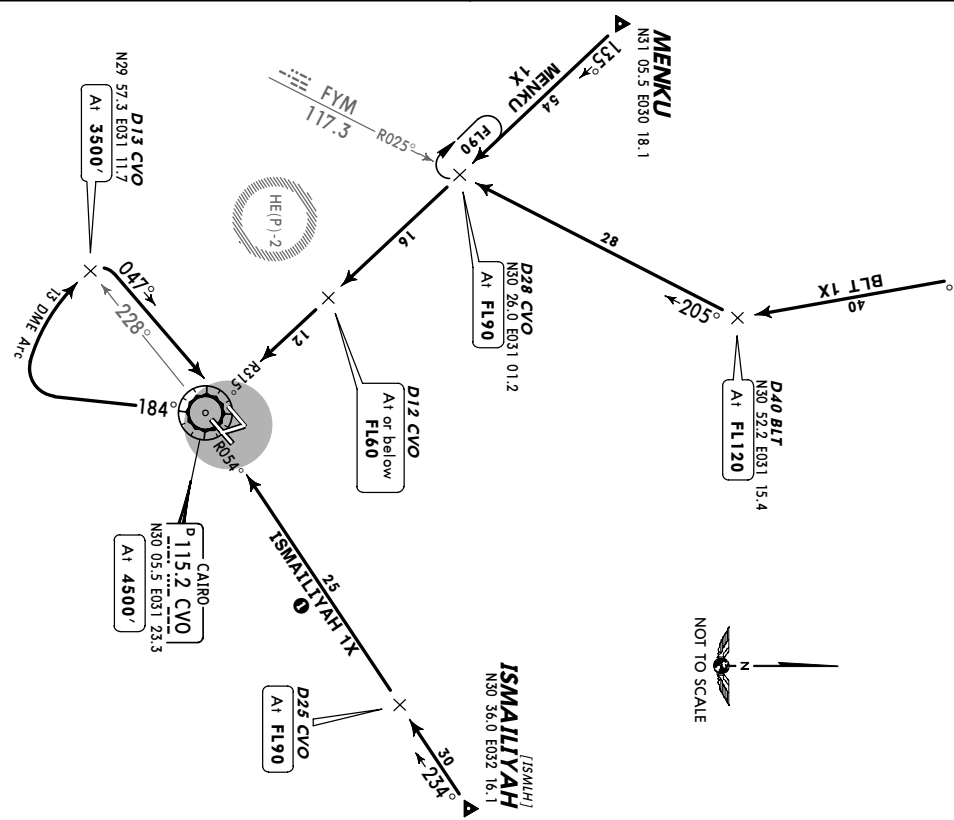 MENKU
N31 05.5 E030 18.1
135°
MENKU
1X
54
FYM
117.3
R025°
FL90
D28 CVO
N30 26.0 E031 01.2
At FL90
28
205°
BLT 1X
40
°
D40 BLT
N30 52.2 E031 15.4
At FL120
D13 CVO
N29 57.3 E031 11.7
At 3500'
HE(P)-2
16
12
R315°
D12 CVO
At or below
FL60
047°
228°
13 DME Arc
184°
R054°
CAIRO
D 115.2 CVO
N30 05.5 E031 23.3
At 4500'
25
ISMAILIYAH 1X
1
D25 CVO
At FL90
30
234°
[ISMLH]
ISMAILIYAH
N30 36.0 E032 16.1
N
NOT TO SCALE